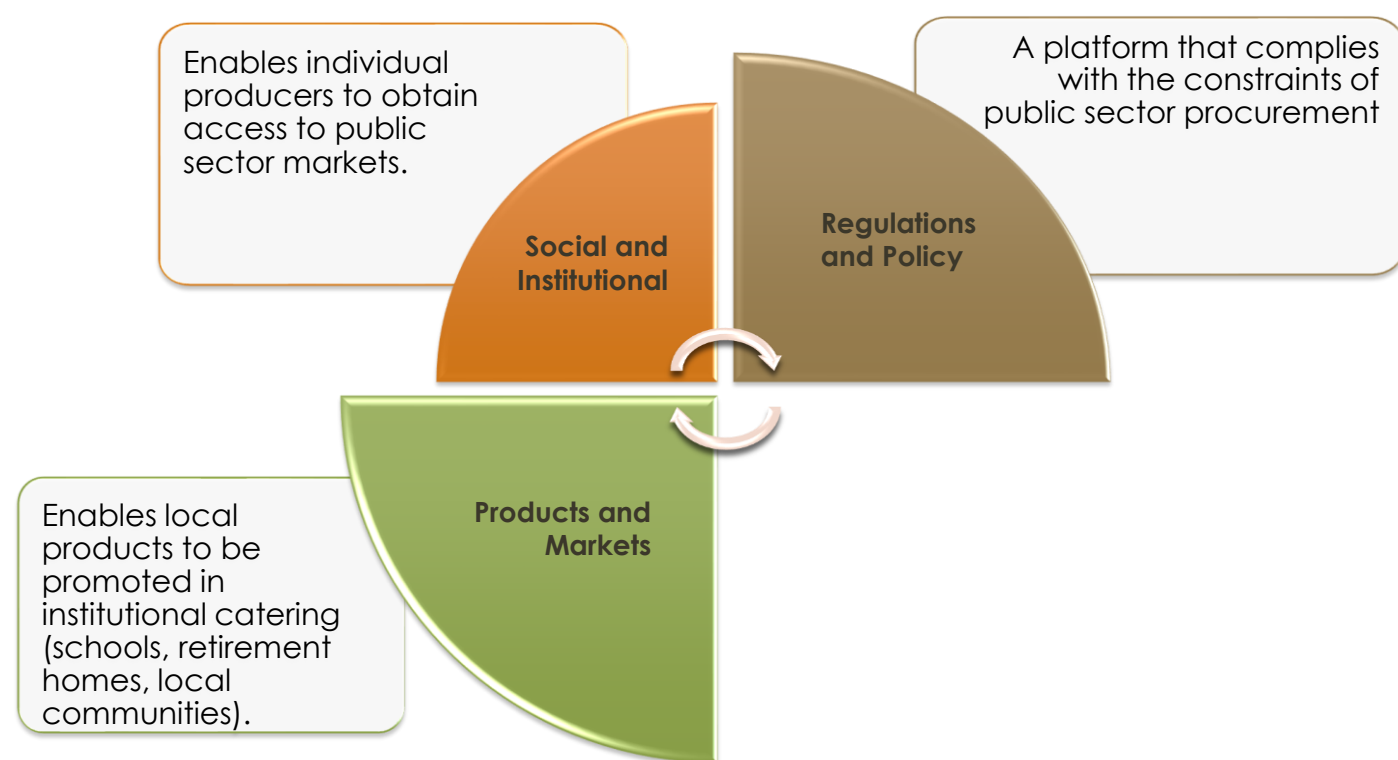 Enables individual
producers to obtain
access to public
sector markets.
A platform that complies
with the constraints of
public sector procurement
Social and
Institutional
Regulations
and Policy
Enables local
products to be
promoted in
institutional catering
(schools, retirement
homes, local
communities).
Products and
Markets